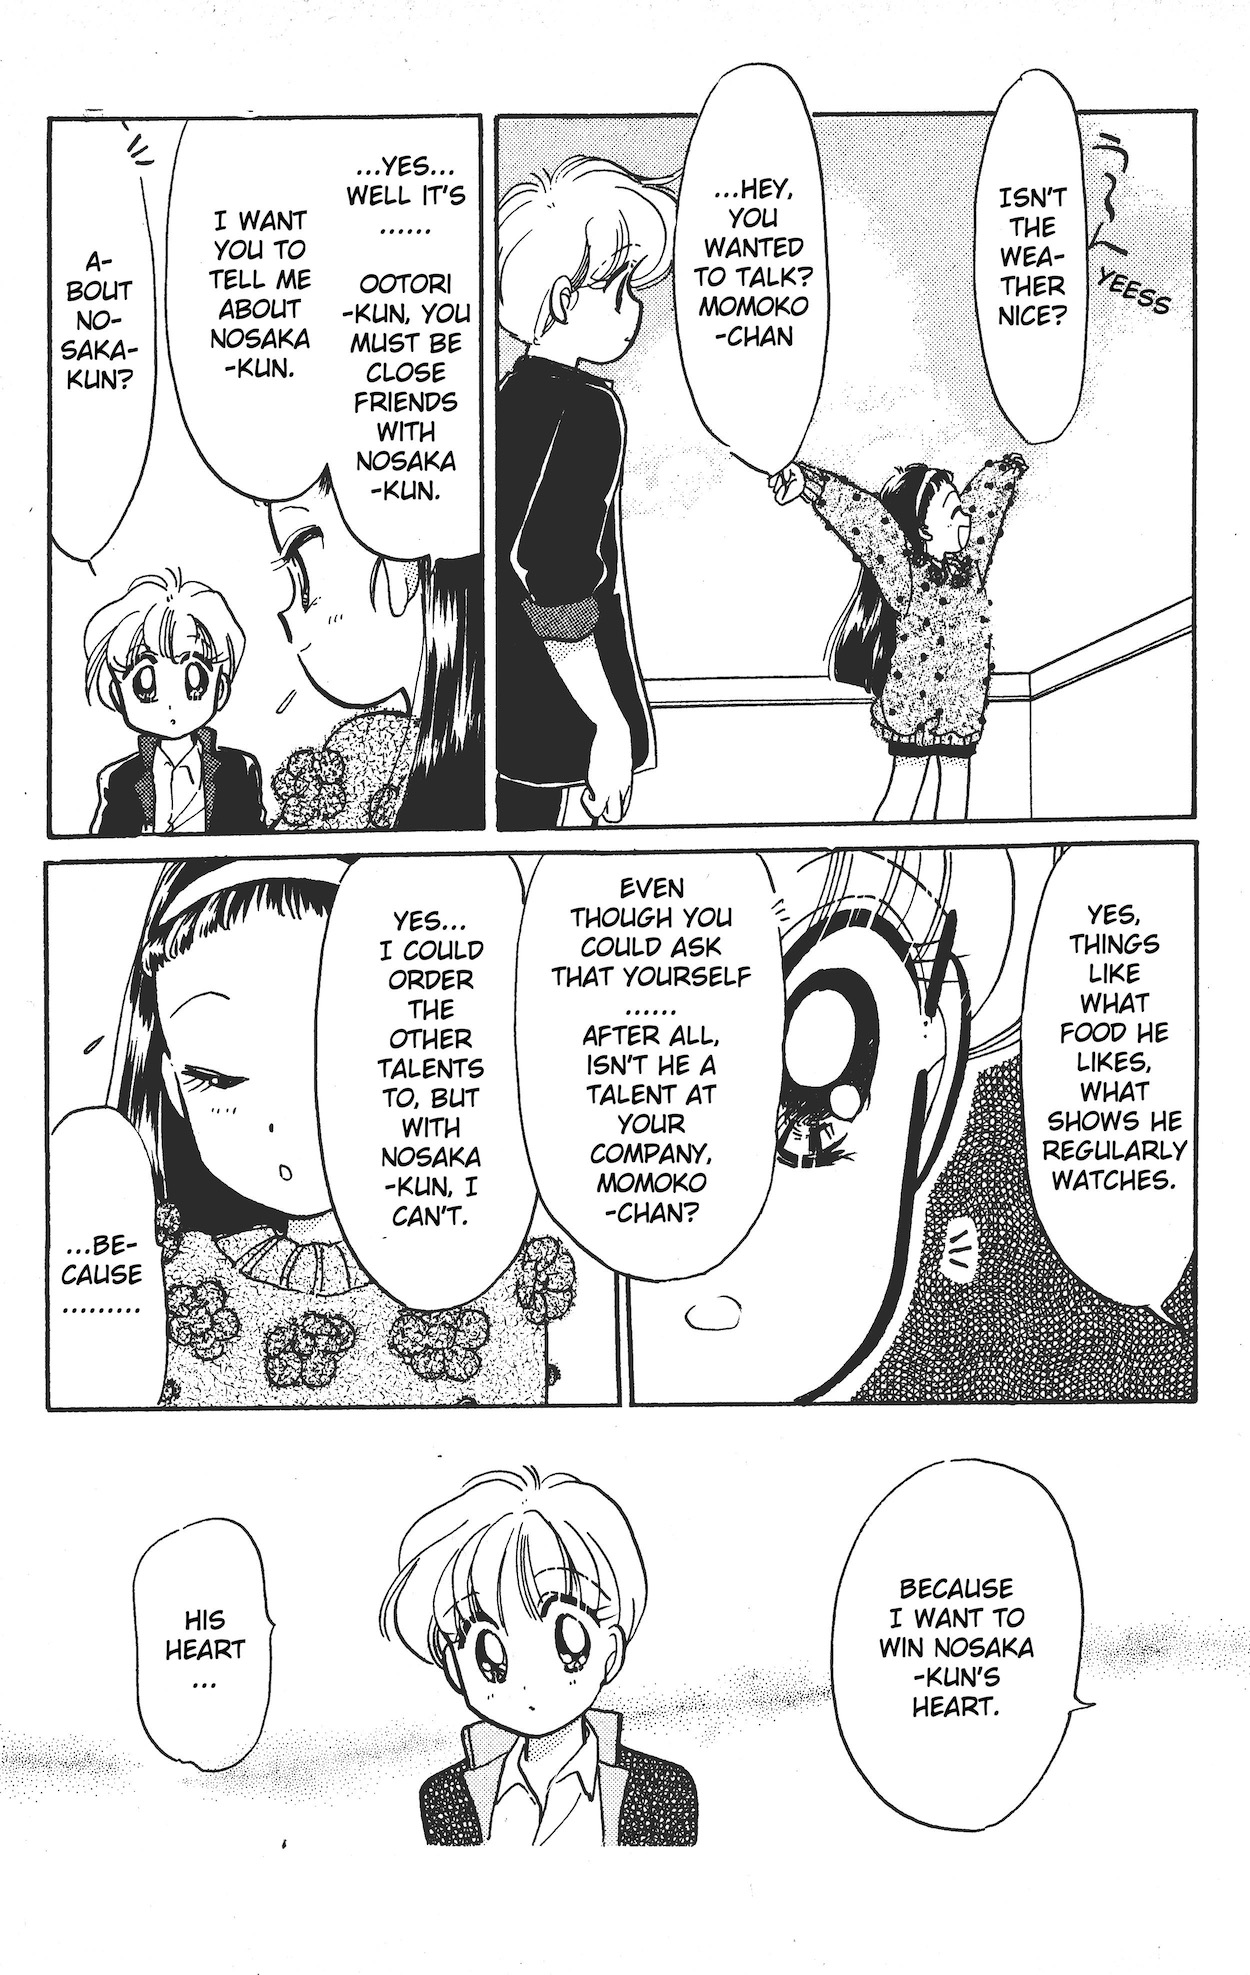 ISN'T
THE
WEA-
THER
NICE?
う~
ん
YEESS
...HEY,
YOU
WANTED
TO TALK?
MOMOKO
-CHAN
...YES...
WELL IT'S
......
OOTORI
-KUN, YOU
MUST BE
CLOSE
FRIENDS
WITH
NOSAKA
-KUN.
I WANT
YOU TO
TELL ME
ABOUT
NOSAKA
-KUN.
A-
BOUT
NO-
SAKA-
KUN?
YES,
THINGS
LIKE
WHAT
FOOD HE
LIKES,
WHAT
SHOWS HE
REGULARLY
WATCHES.
EVEN
THOUGH YOU
COULD ASK
THAT YOURSELF
......
AFTER ALL,
ISN'T HE A
TALENT AT
YOUR
COMPANY,
MOMOKO
-CHAN?
YES...
I COULD
ORDER
THE
OTHER
TALENTS
TO, BUT
WITH
NOSAKA
-KUN, I
CAN'T.
...BE-
CAUSE
.........
BECAUSE
I WANT TO
WIN NOSAKA
-KUN'S
HEART.
HIS
HEART
...